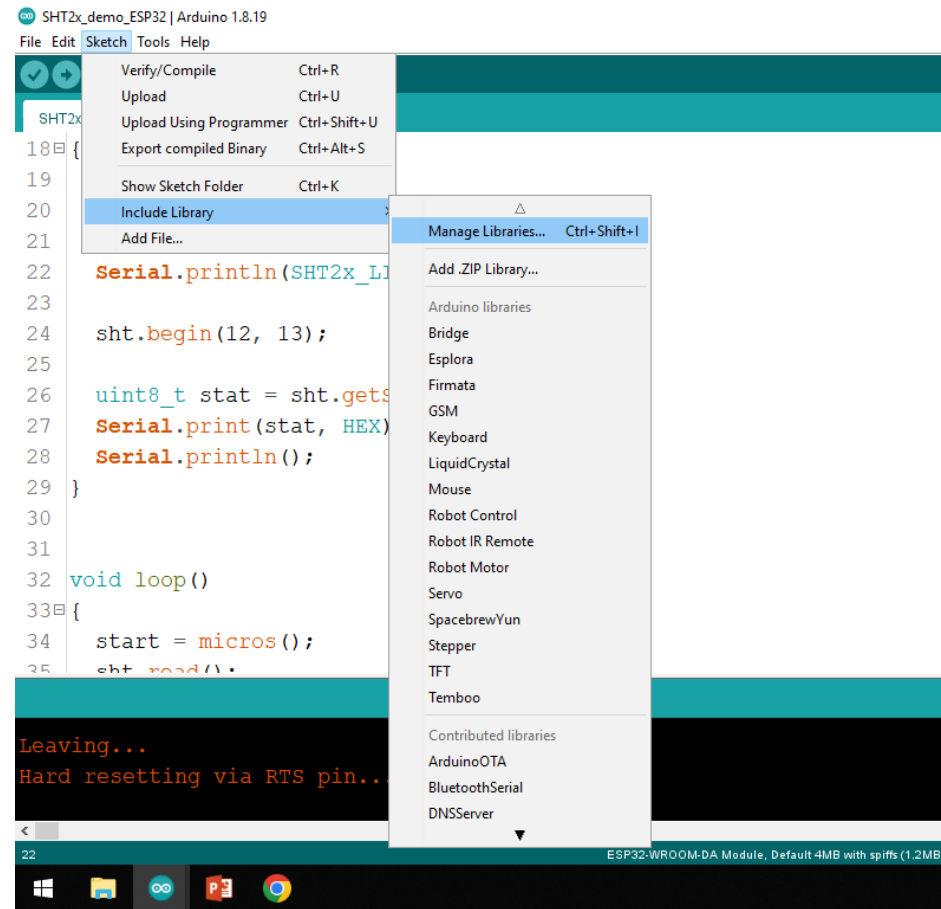 SHT2x_demo_ESP32 | Arduino 1.8.19
File Edit Sketch Tools Help
Verify/Compile Ctrl+R
Upload Ctrl+U
Upload Using Programmer Ctrl+Shift+U
Export compiled Binary Ctrl+Alt+S
Show Sketch Folder Ctrl+K
Include Library
Add File...
Manage Libraries... Ctrl+Shift+I
Add .ZIP Library...
Arduino libraries
Bridge
Esplora
Firmata
GSM
Keyboard
LiquidCrystal
Mouse
Robot Control
Robot IR Remote
Robot Motor
Servo
SpacebrewYun
Stepper
TFT
Temboo
Contributed libraries
ArduinoOTA
BluetoothSerial
DNSServer
SHT2x
18 {
19
20
21
22 Serial.println(SHT2x_LI
23
24 sht.begin(12, 13);
25
26 uint8_t stat = sht.getS
27 Serial.print(stat, HEX)
28 Serial.println();
29 }
30
31
32 void loop()
33 {
34 start = micros();
35 sht.read();
Leaving...
Hard resetting via RTS pin...
22
ESP32-WROOM-DA Module, Default 4MB with spiffs (1.2MB